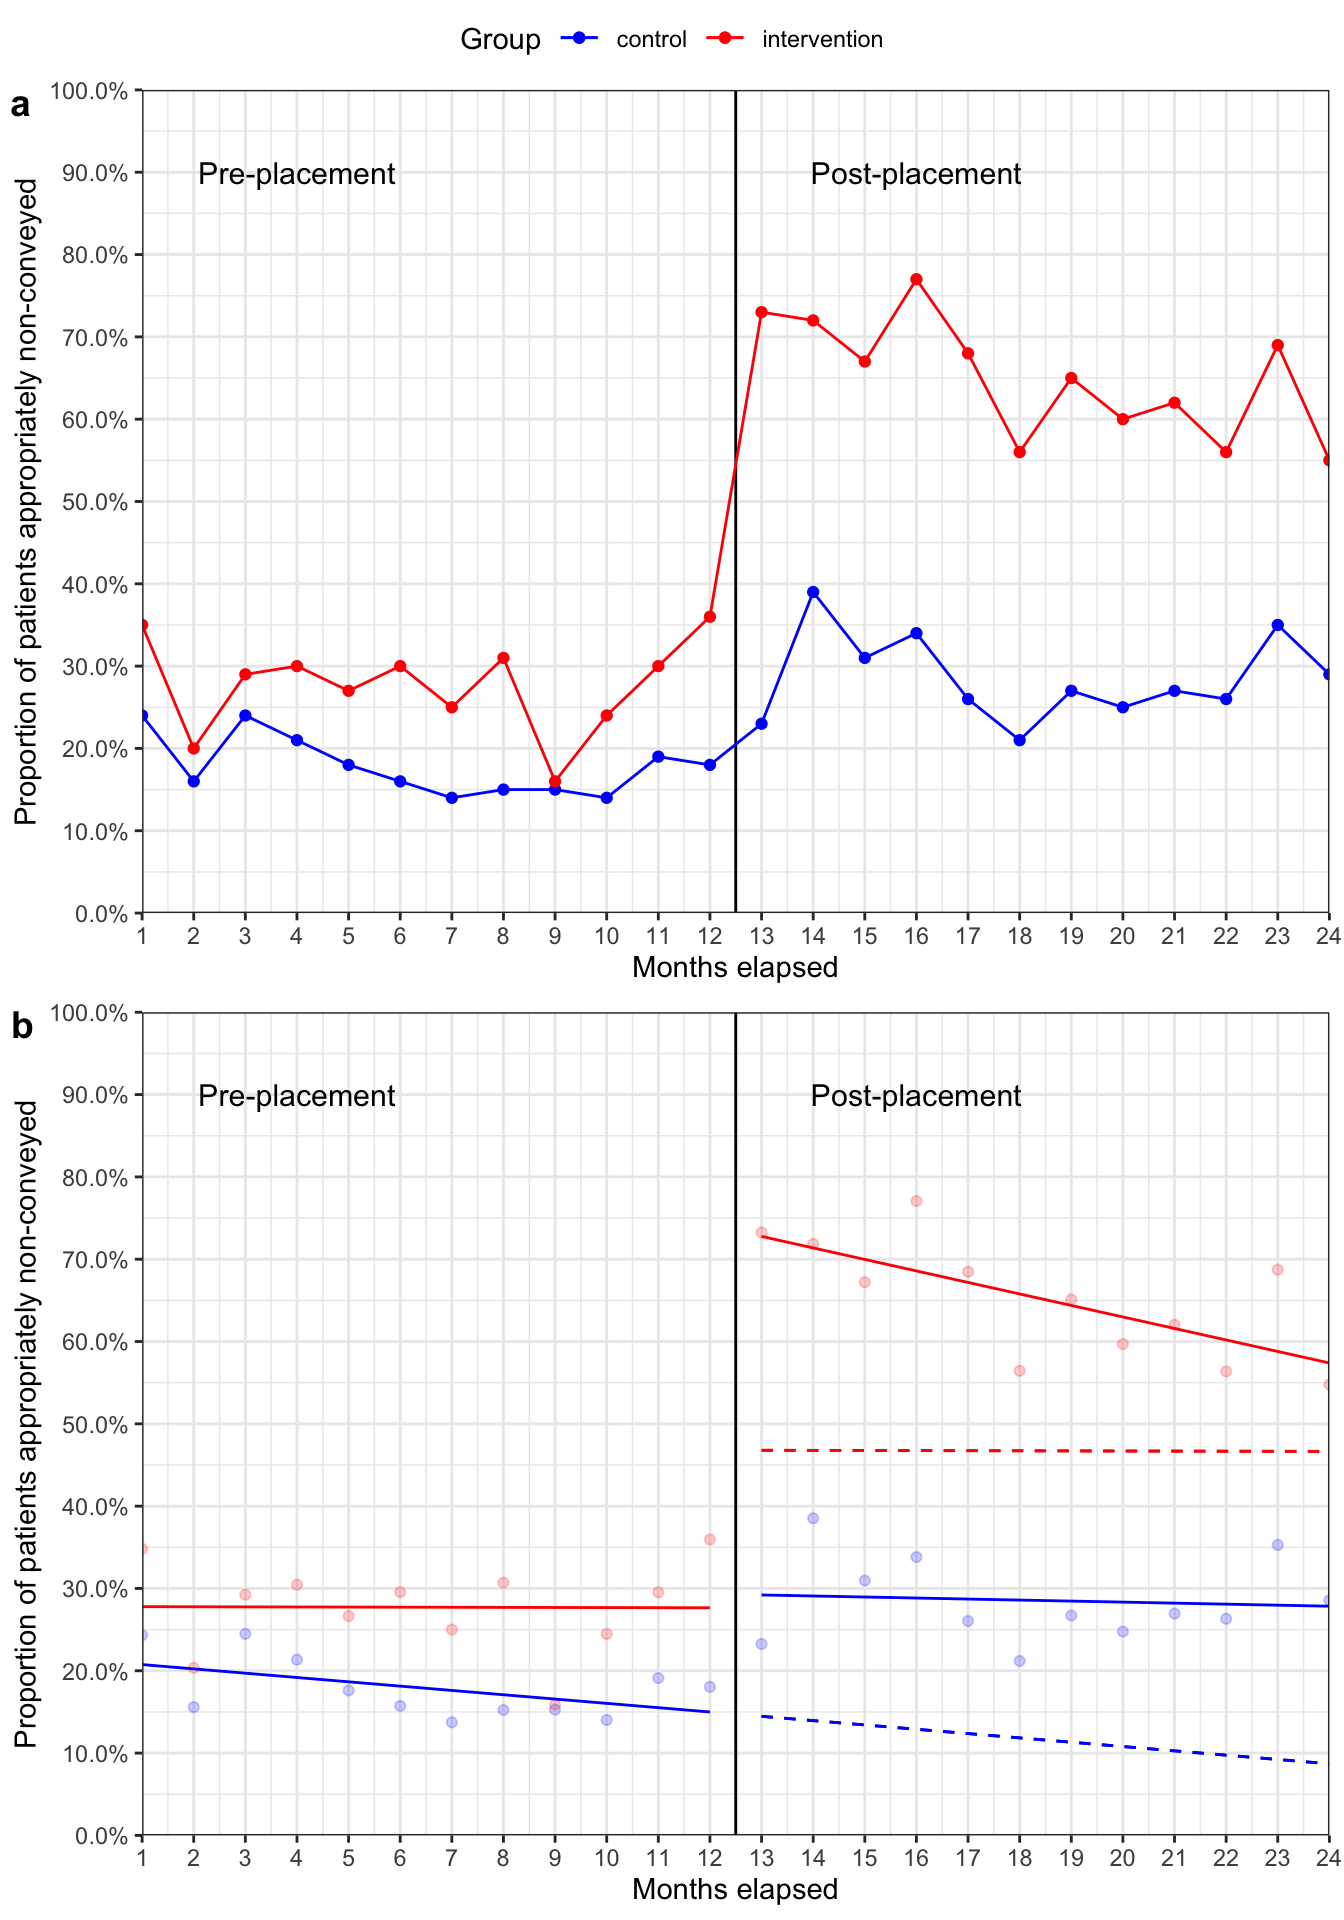 Group control intervention
a
Proportion of patients appropriately non-conveyed
100.0%
90.0%
80.0%
70.0%
60.0%
50.0%
40.0%
30.0%
20.0%
10.0%
0.0%
Pre-placement Post-placement
1 2 3 4 5 6 7 8 9 10 11 12 13 14 15 16 17 18 19 20 21 22 23 24
Months elapsed
b
Proportion of patients appropriately non-conveyed
100.0%
90.0%
80.0%
70.0%
60.0%
50.0%
40.0%
30.0%
20.0%
10.0%
0.0%
Pre-placement Post-placement
1 2 3 4 5 6 7 8 9 10 11 12 13 14 15 16 17 18 19 20 21 22 23 24
Months elapsed